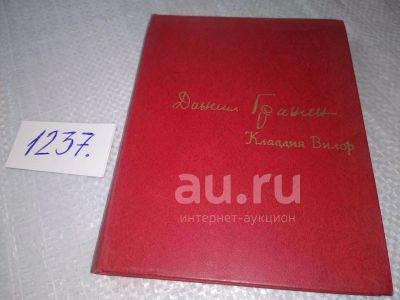 1237.
Даниил Гранин
Клавдия Вилор
au.ru
интернет-аукцион